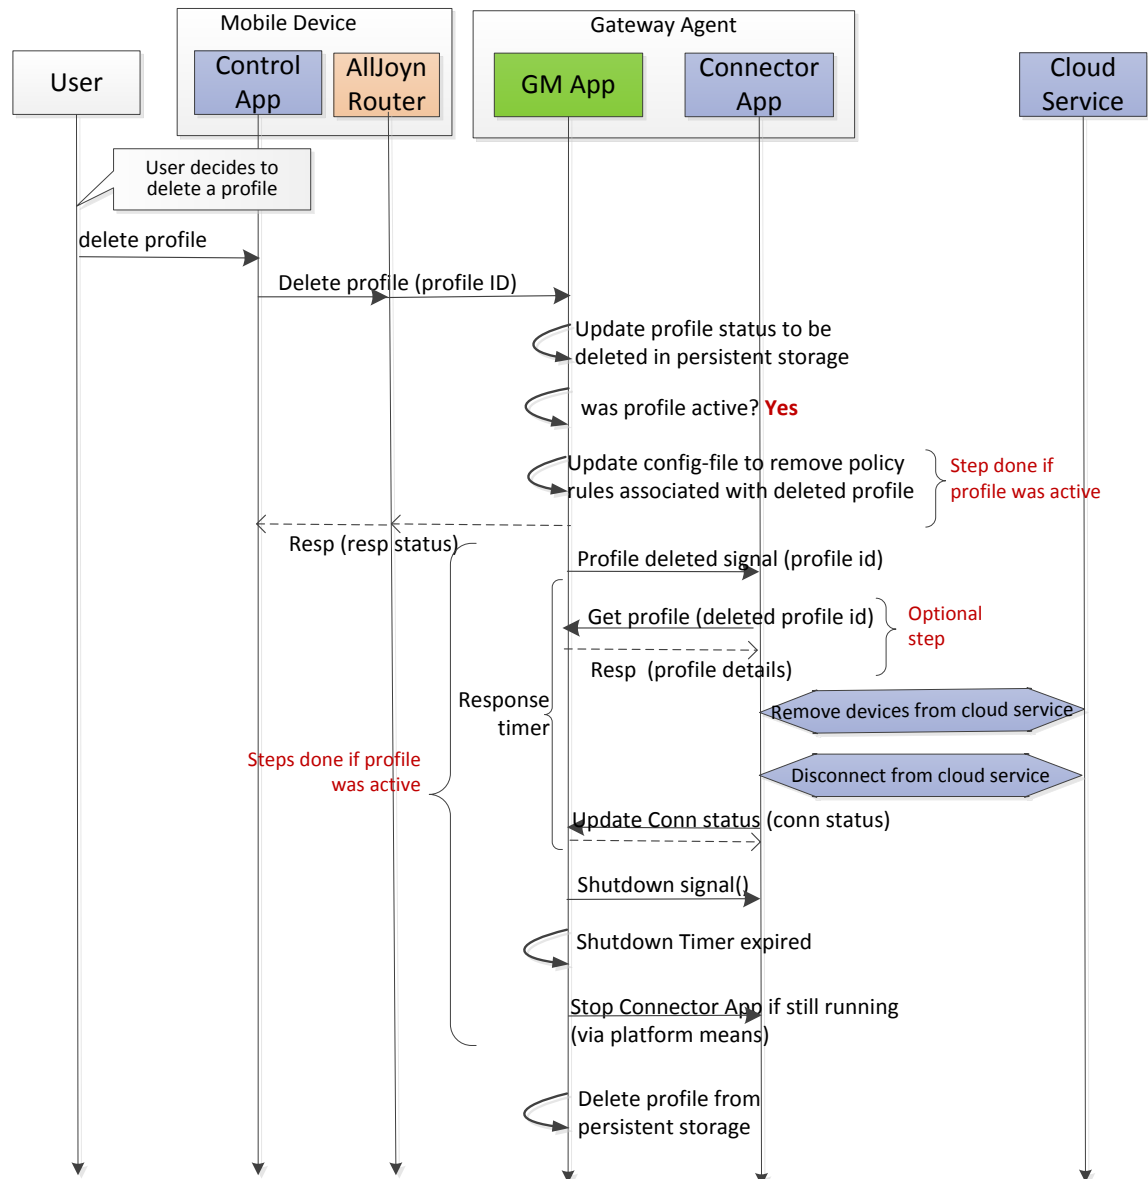 Mobile Device
Gateway Agent
User
Control
App
AllJoyn
Router
GM App
Connector
App
Cloud
Service
User decides to
delete a profile
delete profile
Delete profile (profile ID)
Update profile status to be
deleted in persistent storage
was profile active? Yes
Update config-file to remove policy
rules associated with deleted profile
Step done if
profile was active
Resp (resp status)
Profile deleted signal (profile id)
Get profile (deleted profile id)
Optional
step
Resp (profile details)
Response
timer
Remove devices from cloud service
Steps done if profile
was active
Disconnect from cloud service
Update Conn status (conn status)
Shutdown signal()
Shutdown Timer expired
Stop Connector App if still running
(via platform means)
Delete profile from
persistent storage